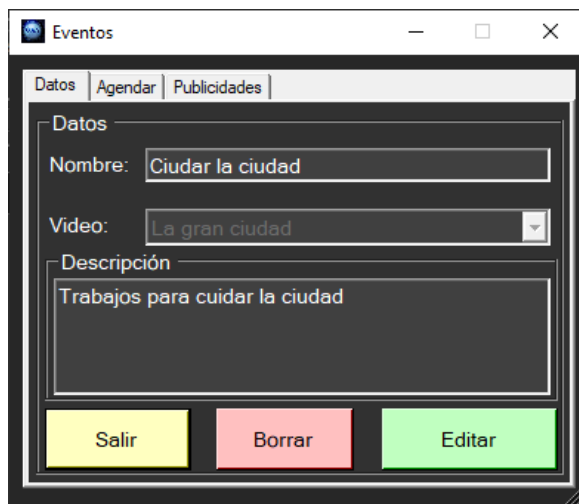 Eventos
Datos Agendar Publicidades
Datos
Nombre: Ciudar la ciudad
Video: La gran ciudad
Descripción
Trabajos para cuidar la ciudad
Salir Borrar Editar